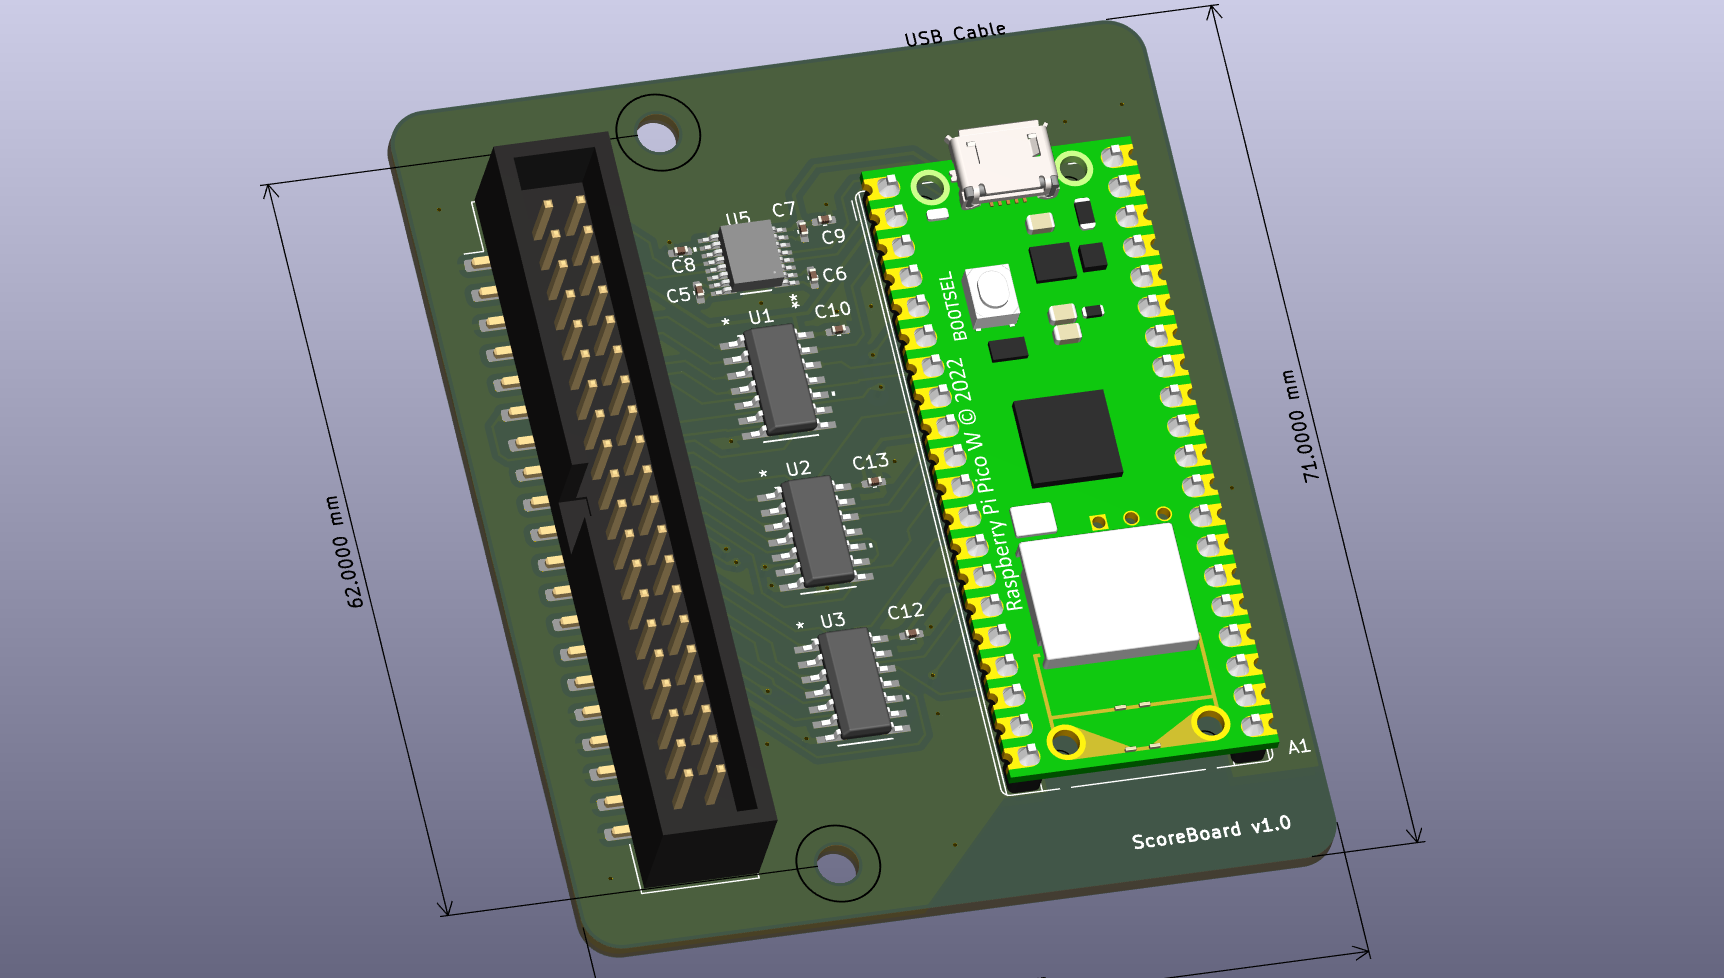 USB Cable
U5
C7
C9
C8
C6
C5
*
*
*
U1
C10
BOOTSEL
Raspberry Pi Pico W © 2022
71.0000 mm
62.0000 mm
*
U2
C13
*
U3
C12
A1
ScoreBoard v1.0